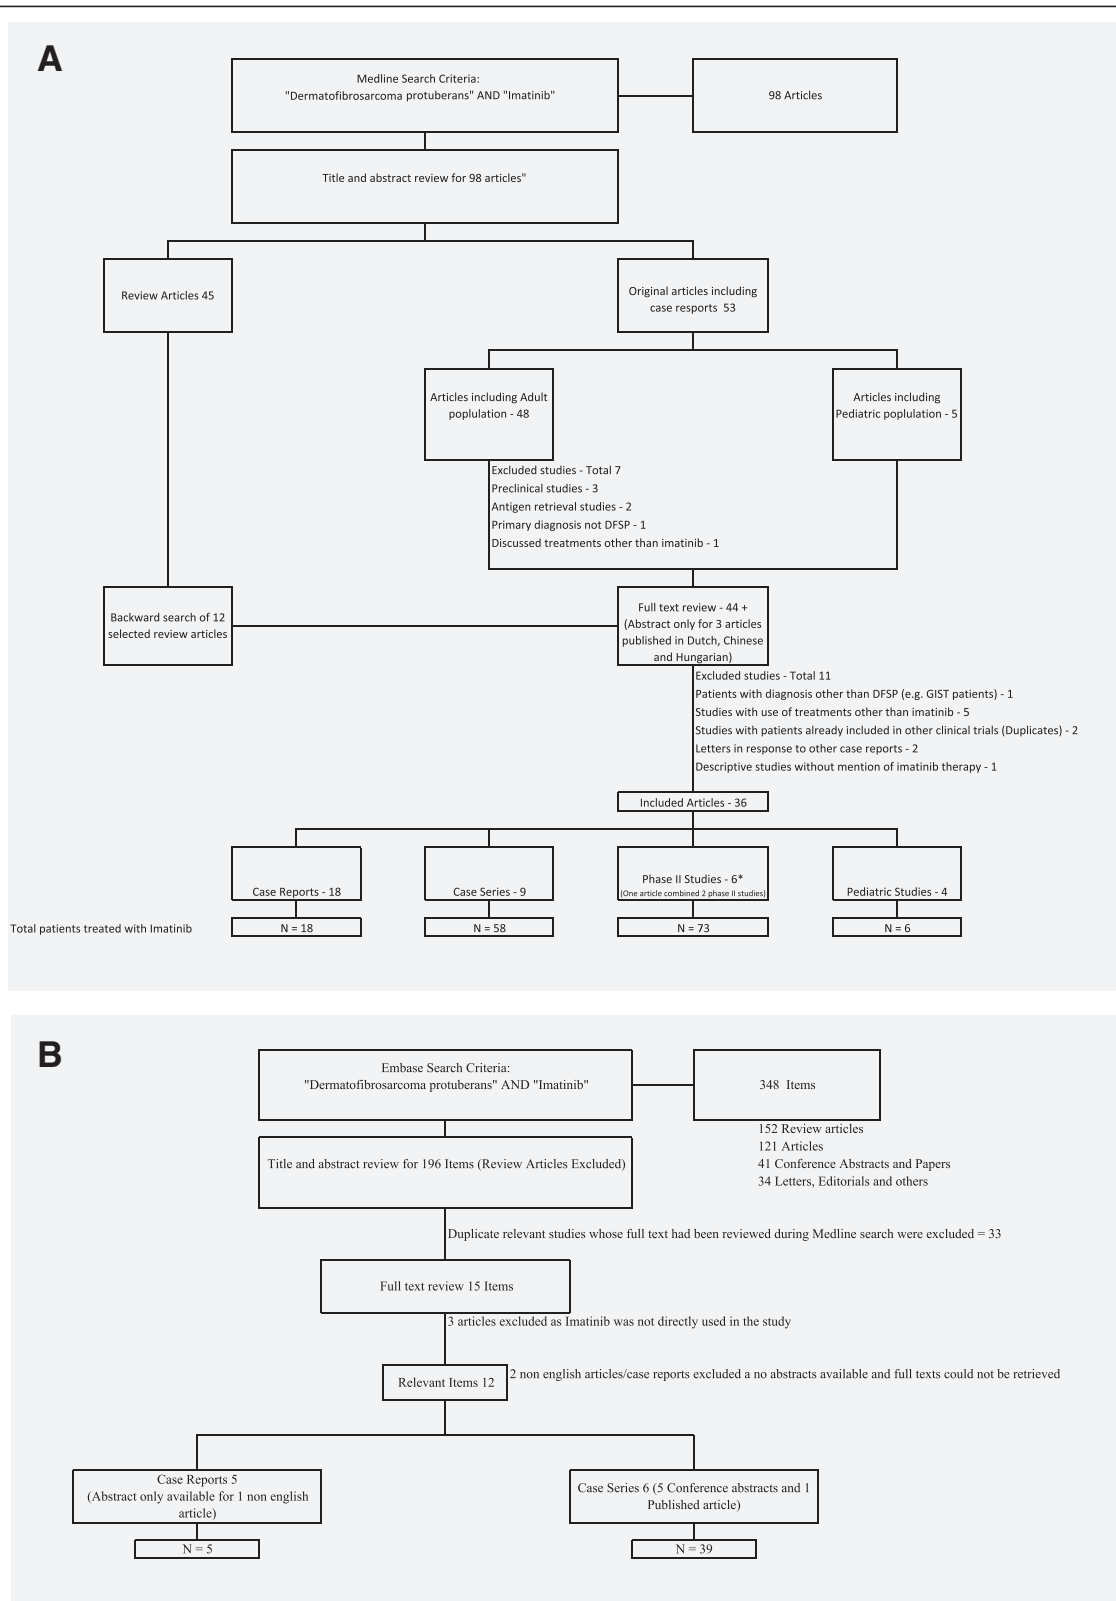 A
Medline Search Criteria:
"Dermatofibrosarcoma protuberans" AND "Imatinib"
98 Articles
Title and abstract review for 98 articles"
Review Articles 45
Original articles including
case resports 53
Articles including Adult
poplulation - 48
Articles including
Pediatric poplulation - 5
Excluded studies - Total 7
Preclinical studies - 3
Antigen retrieval studies - 2
Primary diagnosis not DFSP - 1
Discussed treatments other than imatinib - 1
Backward search of 12
selected review articles
Full text review - 44 +
(Abstract only for 3 articles
published in Dutch, Chinese
and Hungarian)
Excluded studies - Total 11
Patients with diagnosis other than DFSP (e.g. GIST patients) - 1
Studies with use of treatments other than imatinib - 5
Studies with patients already included in other clinical trials (Duplicates) - 2
Letters in response to other case reports - 2
Descriptive studies without mention of imatinib therapy - 1
Included Articles - 36
Case Reports - 18
Case Series - 9
Phase II Studies - 6*
(One article combined 2 phase II studies)
Pediatric Studies - 4
Total patients treated with Imatinib
N = 18
N = 58
N = 73
N = 6
B
Embase Search Criteria:
"Dermatofibrosarcoma protuberans" AND "Imatinib"
348 Items
152 Review articles
121 Articles
41 Conference Abstracts and Papers
34 Letters, Editorials and others
Title and abstract review for 196 Items (Review Articles Excluded)
Duplicate relevant studies whose full text had been reviewed during Medline search were excluded = 33
Full text review 15 Items
3 articles excluded as Imatinib was not directly used in the study
Relevant Items 12
2 non english articles/case reports excluded a no abstracts available and full texts could not be retrieved
Case Reports 5
(Abstract only available for 1 non english
article)
Case Series 6 (5 Conference abstracts and 1
Published article)
N = 5
N = 39